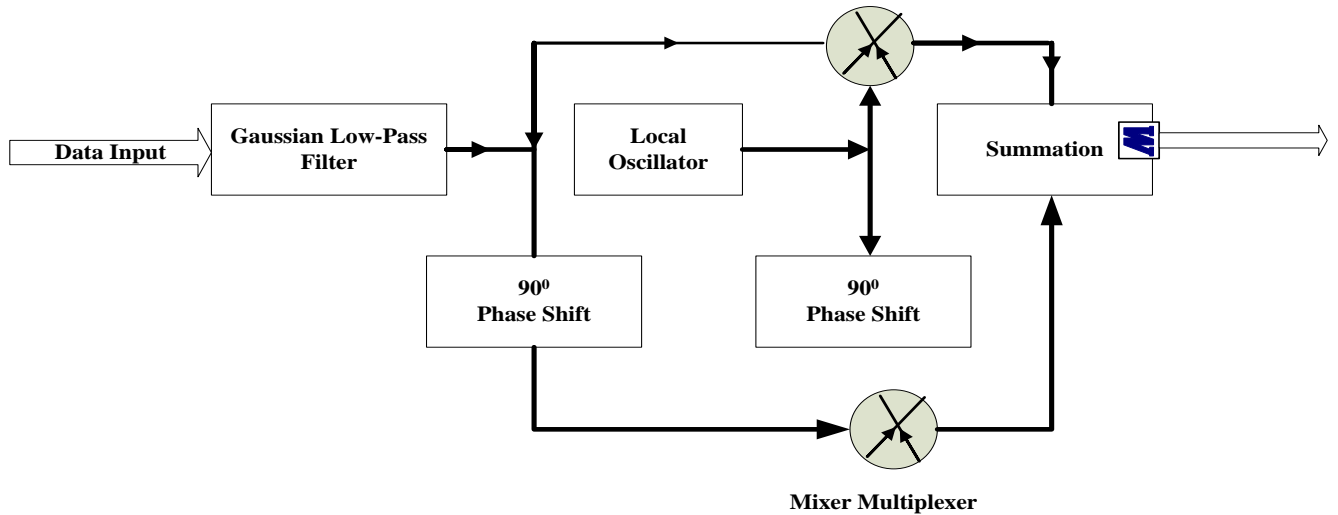 Data Input
Gaussian Low-Pass
Filter
Local
Oscillator
Summation
W
90⁰
Phase Shift
90⁰
Phase Shift
Mixer Multiplexer